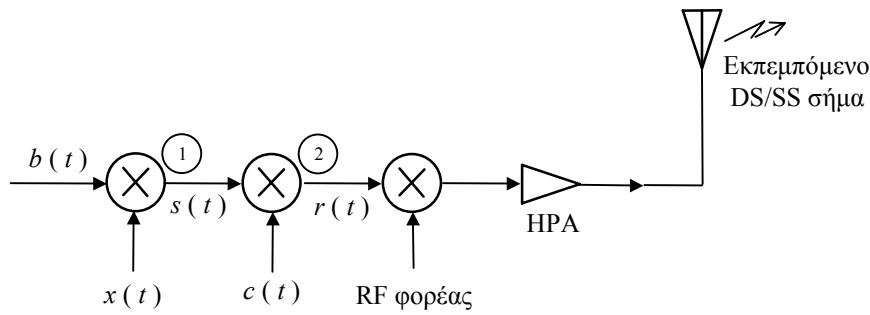 Εκπεμπόμενο
DS/SS σήμα
1
2
b ( t )
s ( t )
r ( t )
HPA
x ( t )
c ( t )
RF φορέας